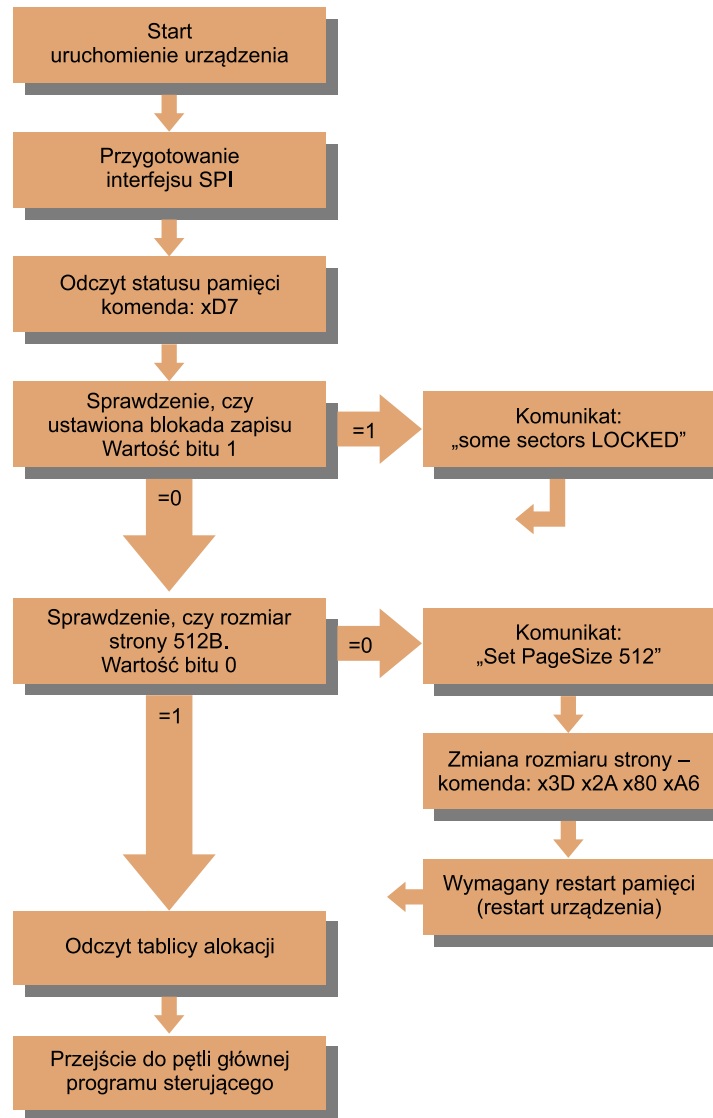 Start
uruchomienie urządzenia
Przygotowanie
interfejsu SPI
Odczyt statusu pamięci
komenda: xD7
Sprawdzenie, czy
ustawiona blokada zapisu
Wartość bitu 1
=1
Komunikat:
„some sectors LOCKED”
=0
Sprawdzenie, czy rozmiar
strony 512B.
Wartość bitu 0
=0
Komunikat:
„Set PageSize 512”
=1
Zmiana rozmiaru strony –
komenda: x3D x2A x80 xA6
Wymagany restart pamięci
(restart urządzenia)
Odczyt tablicy alokacji
Przejście do pętli głównej
programu sterującego